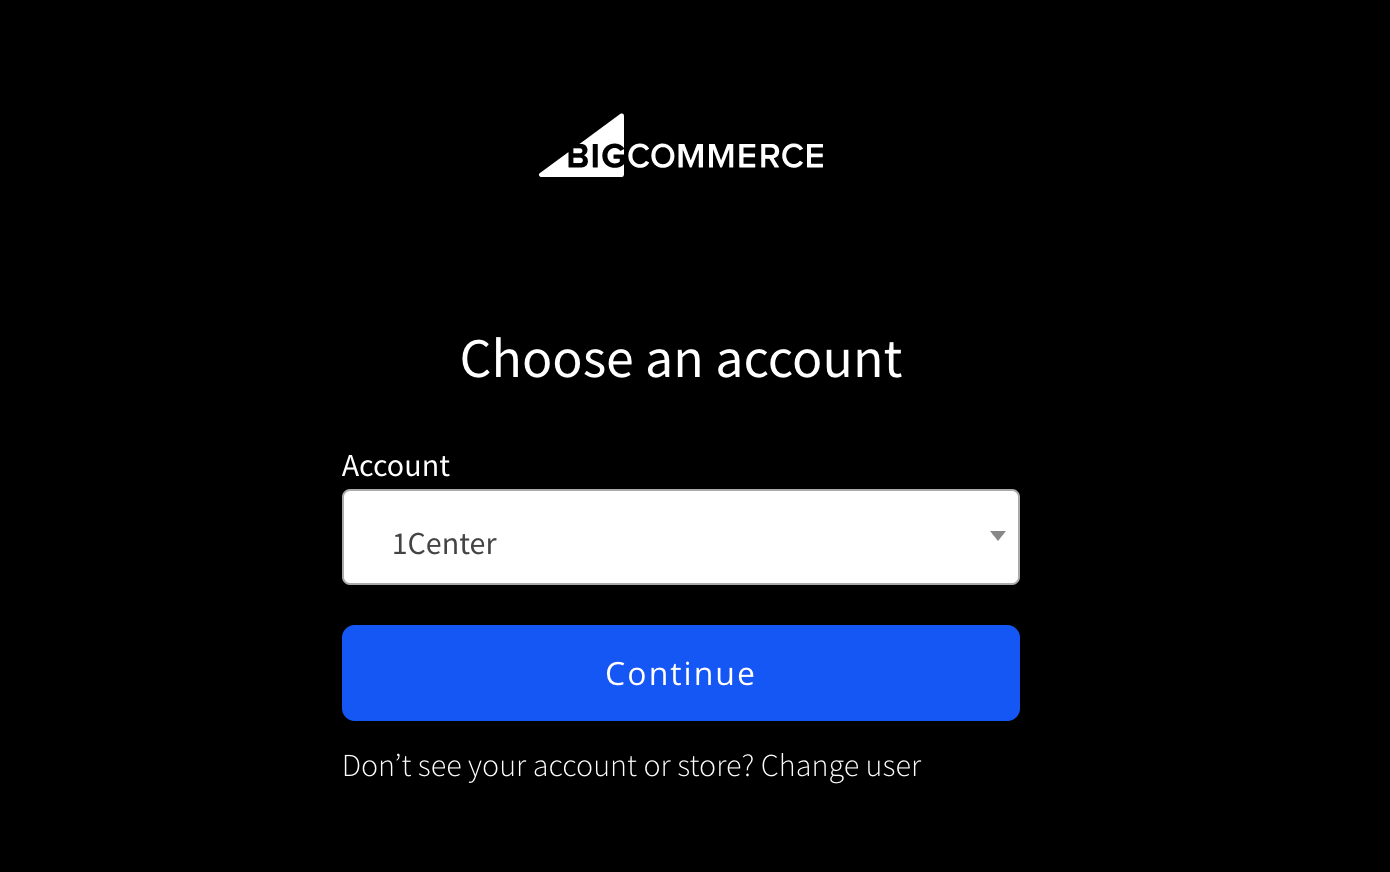 BIGCOMMERCE
Choose an account
Account
1Center
Continue
Don’t see your account or store? Change user